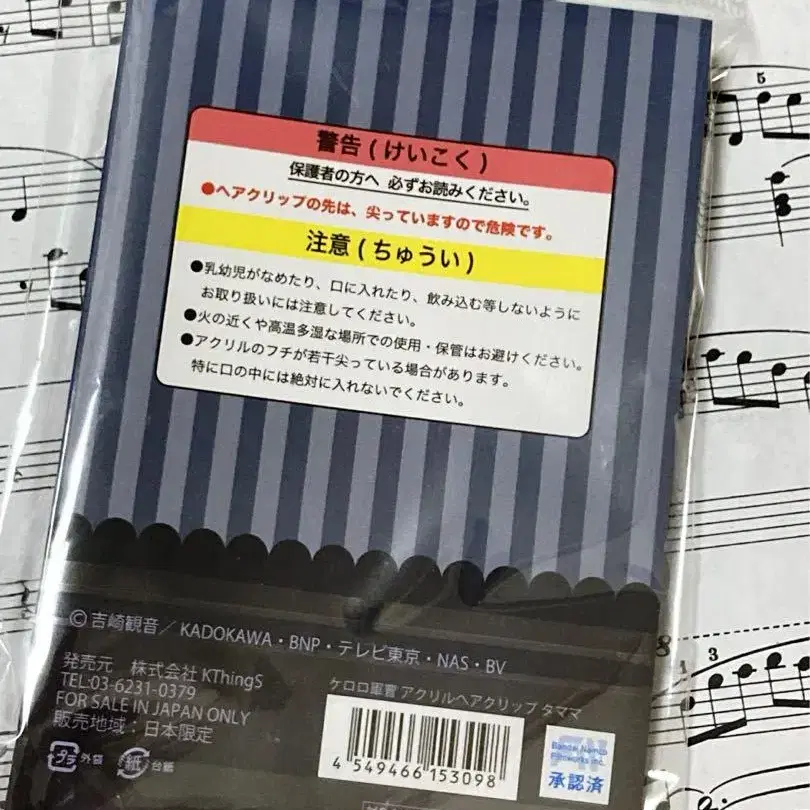 警告(けいこく)
保護者の方へ 必ずお読みください。
●ヘアクリップの先は、尖っていますので危険です。
注意(ちゅうい)
●乳幼児がなめたり、口に入れたり、飲み込む等しないように
お取り扱いには注意してください。
●火の近くや高温多湿な場所での使用・保管はお避けください。
●アクリルのフチが若干尖っている場合があります。
特に口の中には絶対に入れないでください。
©吉崎観音/KADOKAWA・BNP・テレビ東京・NAS・BV
発売元 株式会社 KThingS
TEL:03-6231-0379
FOR SALE IN JAPAN ONLY
販売地域:日本限定
プラ 外袋 紙 台紙
ケロロ軍曹 アクリルヘアクリップ タママ
4 549466 153098
Bandai Namco
Filmworks Inc.
承認済
5
8
1
3